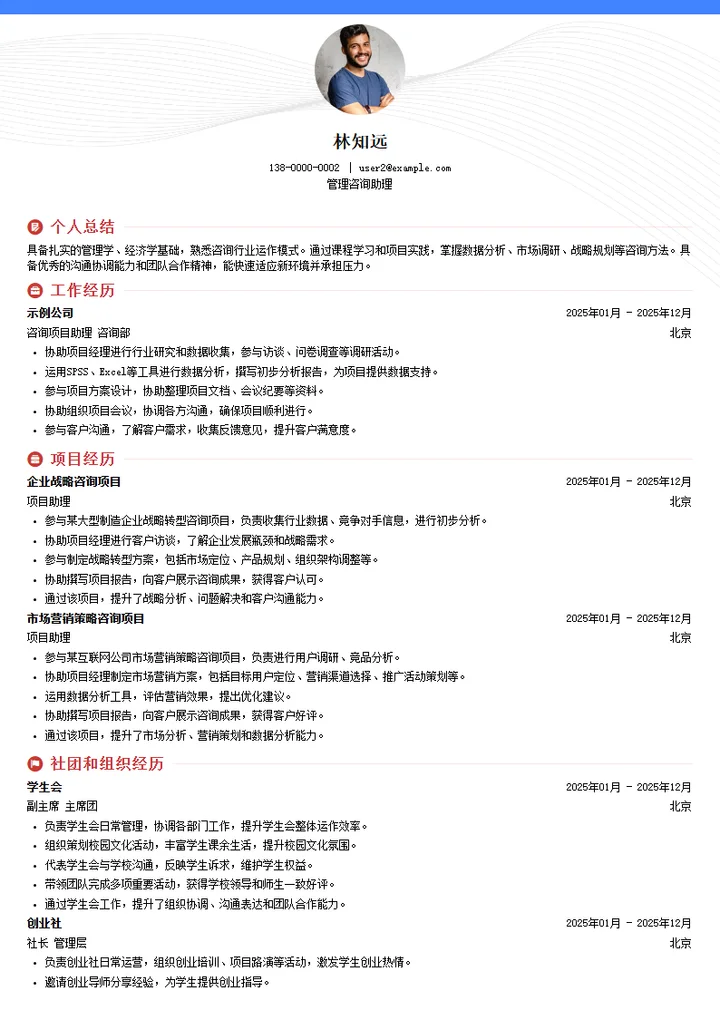 林知远
138-0000-0002 | user2@example.com
管理咨询助理
个人总结
具备扎实的管理学、经济学基础，熟悉咨询行业运作模式。通过课程学习和项目实践，掌握数据分析、市场调研、战略规划等咨询方法。具
备优秀的沟通协调能力和团队合作精神，能快速适应新环境并承担压力。
工作经历
示创公司 2025年01月 - 2025年12月
咨询项目助理 咨询部 北京
• 协助项目经理进行行业研究和数据收集，参与访谈、问卷调查等调研活动。
• 运用SPSS、Excel等工具进行数据分析，撰写初步分析报告，为项目提供数据支持。
• 参与项目方案设计，协助整理项目文档、会议纪要等资料。
• 协助组织项目会议，协调各方沟通，确保项目顺利进行。
• 参与客户沟通，了解客户需求，收集反馈意见，提升客户满意度。
项目经历
企业战略咨询项目 2025年01月 - 2025年12月
项目助理 北京
• 参与某大型制造企业战略转型咨询项目，负责收集行业数据、竞争对手信息，进行初步分析。
• 协助项目经理进行客户访谈，了解企业发展瓶颈和战略需求。
• 参与制定战略转型方案，包括市场定位、产品规划、组织架构调整等。
• 协助撰写项目报告，向客户展示咨询成果，获得客户认可。
• 通过该项目，提升了战略分析、问题解决和客户沟通能力。
市场营销策略咨询项目 2025年01月 - 2025年12月
项目助理 北京
• 参与某互联网公司市场营销策略咨询项目，负责进行用户调研、竞品分析。
• 协助项目经理制定市场营销方案，包括目标用户定位、营销渠道选择、推广活动策划等。
• 运用数据分析工具，评估营销效果，提出优化建议。
• 协助撰写项目报告，向客户展示咨询成果，获得客户好评。
• 通过该项目，提升了市场分析、营销策划和数据分析能力。
社团和组织经历
学生会 2025年01月 - 2025年12月
副主席 主席团 北京
• 负责学生会日常管理，协调各部门工作，提升学生会整体运作效率。
• 组织策划校园文化活动，丰富学生课余生活，提升校园文化氛围。
• 代表学生会与学校沟通，反映学生诉求，维护学生权益。
• 带领团队完成多项重要活动，获得学校领导和师生一致好评。
• 通过学生会工作，提升了组织协调、沟通表达和团队合作能力。
创业社 2025年01月 - 2025年12月
社长 管理层 北京
• 负责创业社日常运营，组织创业培训、项目路演等活动，激发学生创业热情。
• 邀请创业导师分享经验，为学生提供创业指导。